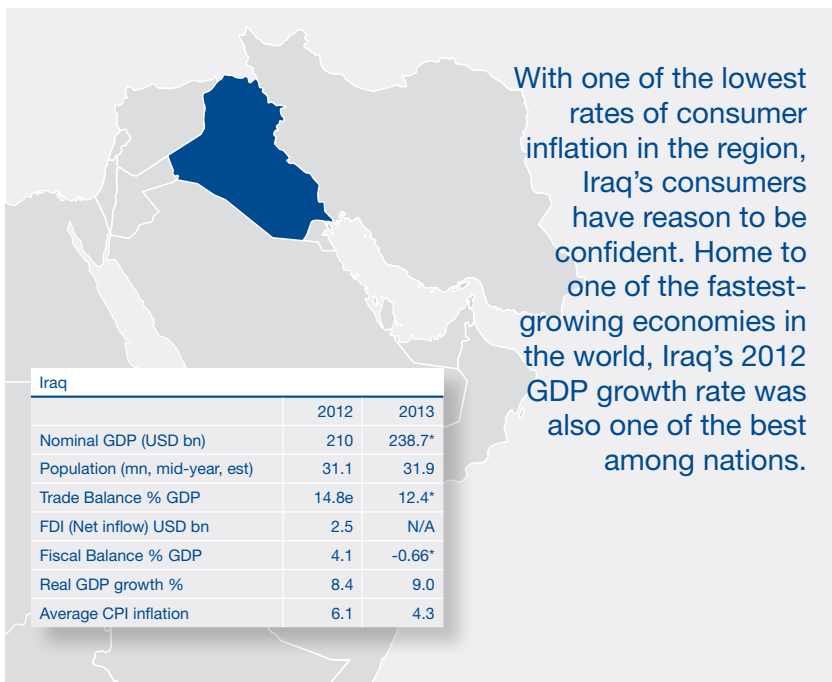 With one of the lowest
rates of consumer
inflation in the region,
Iraq’s consumers
have reason to be
confident. Home to
one of the fastest-
growing economies in
the world, Iraq’s 2012
GDP growth rate was
also one of the best
among nations.
Iraq
2012 2013
Nominal GDP (USD bn) 210 238.7*
Population (mn, mid-year, est) 31.1 31.9
Trade Balance % GDP 14.8e 12.4*
FDI (Net inflow) USD bn 2.5 N/A
Fiscal Balance % GDP 4.1 -0.66*
Real GDP growth % 8.4 9.0
Average CPI inflation 6.1 4.3